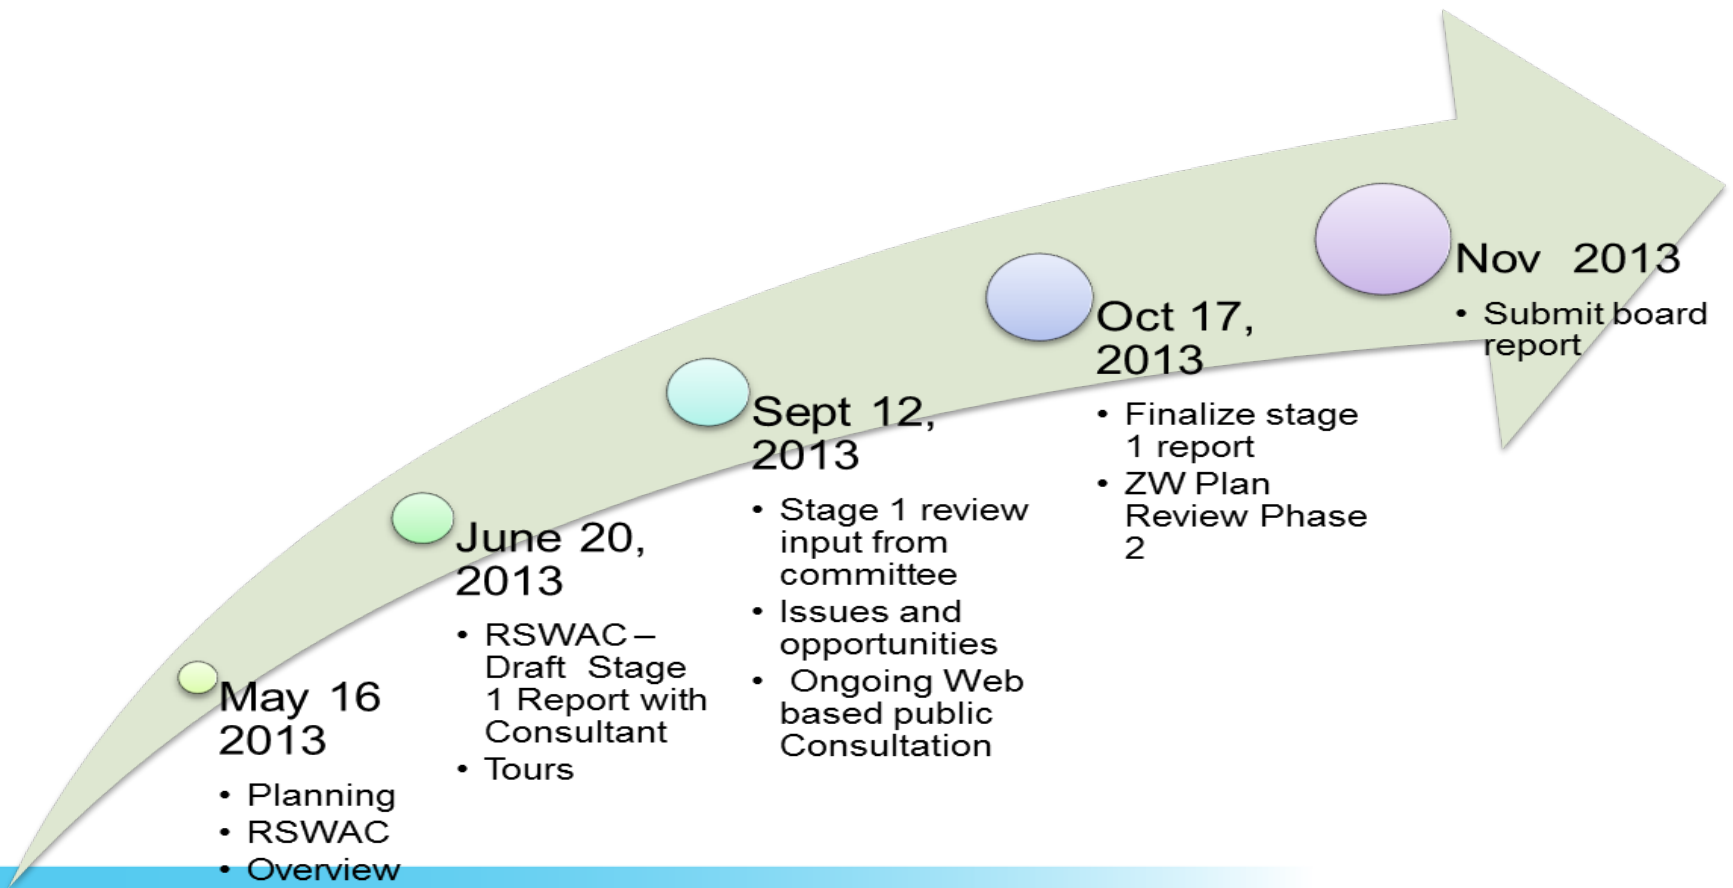 May 16
2013
• Planning
• RSWAC
• Overview
June 20,
2013
• RSWAC – 
Draft Stage
1 Report with
Consultant
• Tours
Sept 12,
2013
• Stage 1 review
input from
committee
• Issues and
opportunities
• Ongoing Web
based public
Consultation
Oct 17,
2013
• Finalize stage
1 report
• ZW Plan
Review Phase
2
Nov 2013
• Submit board
report